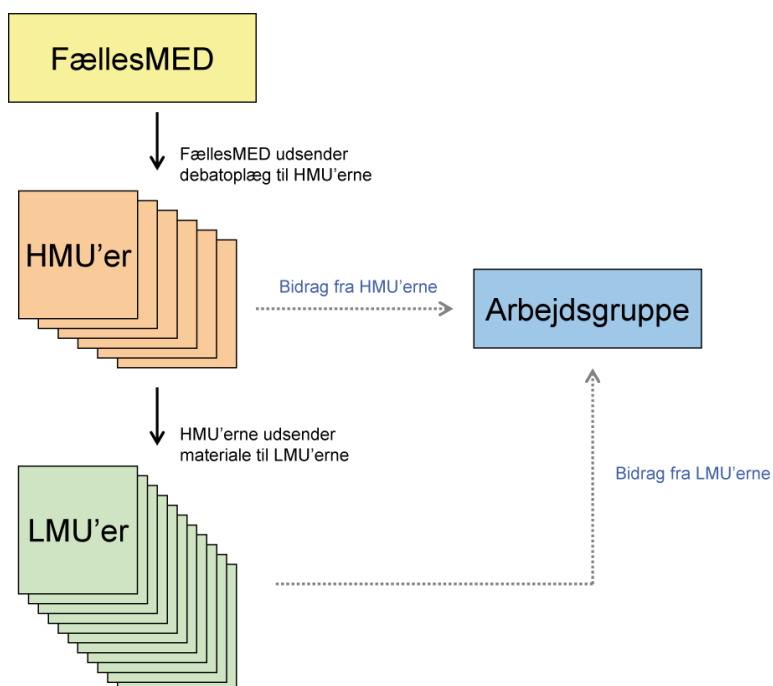 FællesMED
FællesMED udsender
debatoplæg til HMU’erne
HMU’er
Bidrag fra HMU’erne
Arbejdsgruppe
HMU’erne udsender
materiale til LMU’erne
Bidrag fra LMU’erne
LMU’er